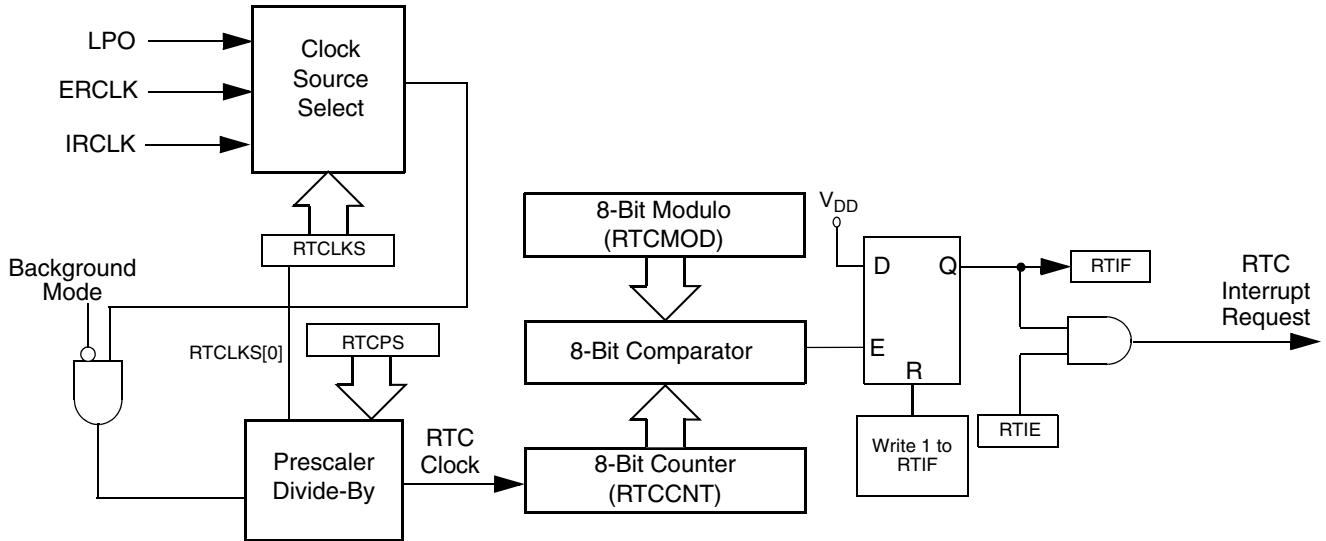 LPO
ERCLK
IRCLK
Clock
Source
Select
RTCLKS
Background
Mode
RTCLKS[0]
RTCPS
Prescaler
Divide-By
RTC
Clock
8-Bit Modulo
(RTCMOD)
8-Bit Comparator
8-Bit Counter
(RTCCNT)
VDD
D
Q
E
R
Write 1 to
RTIF
RTIF
RTIE
RTC
Interrupt
Request